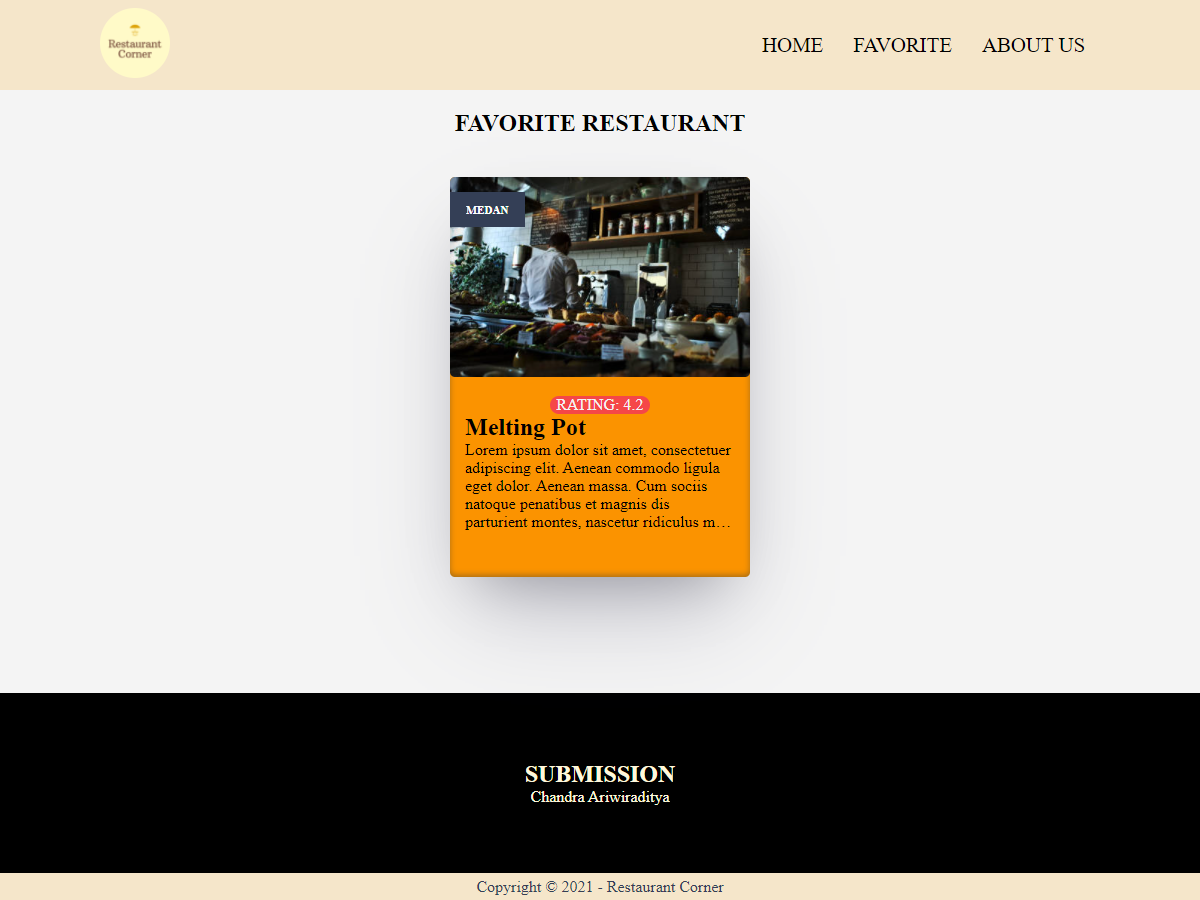 Restaurant
Corner
HOME FAVORITE ABOUT US
FAVORITE RESTAURANT
MEDAN
RATING: 4.2
Melting Pot
Lorem ipsum dolor sit amet, consectetuer
adipiscing elit. Aenean commodo ligula
eget dolor. Aenean massa. Cum sociis
natoque penatibus et magnis dis
parturient montes, nascetur ridiculus m…
SUBMISSION
Chandra Ariwiraditya
Copyright © 2021 - Restaurant Corner